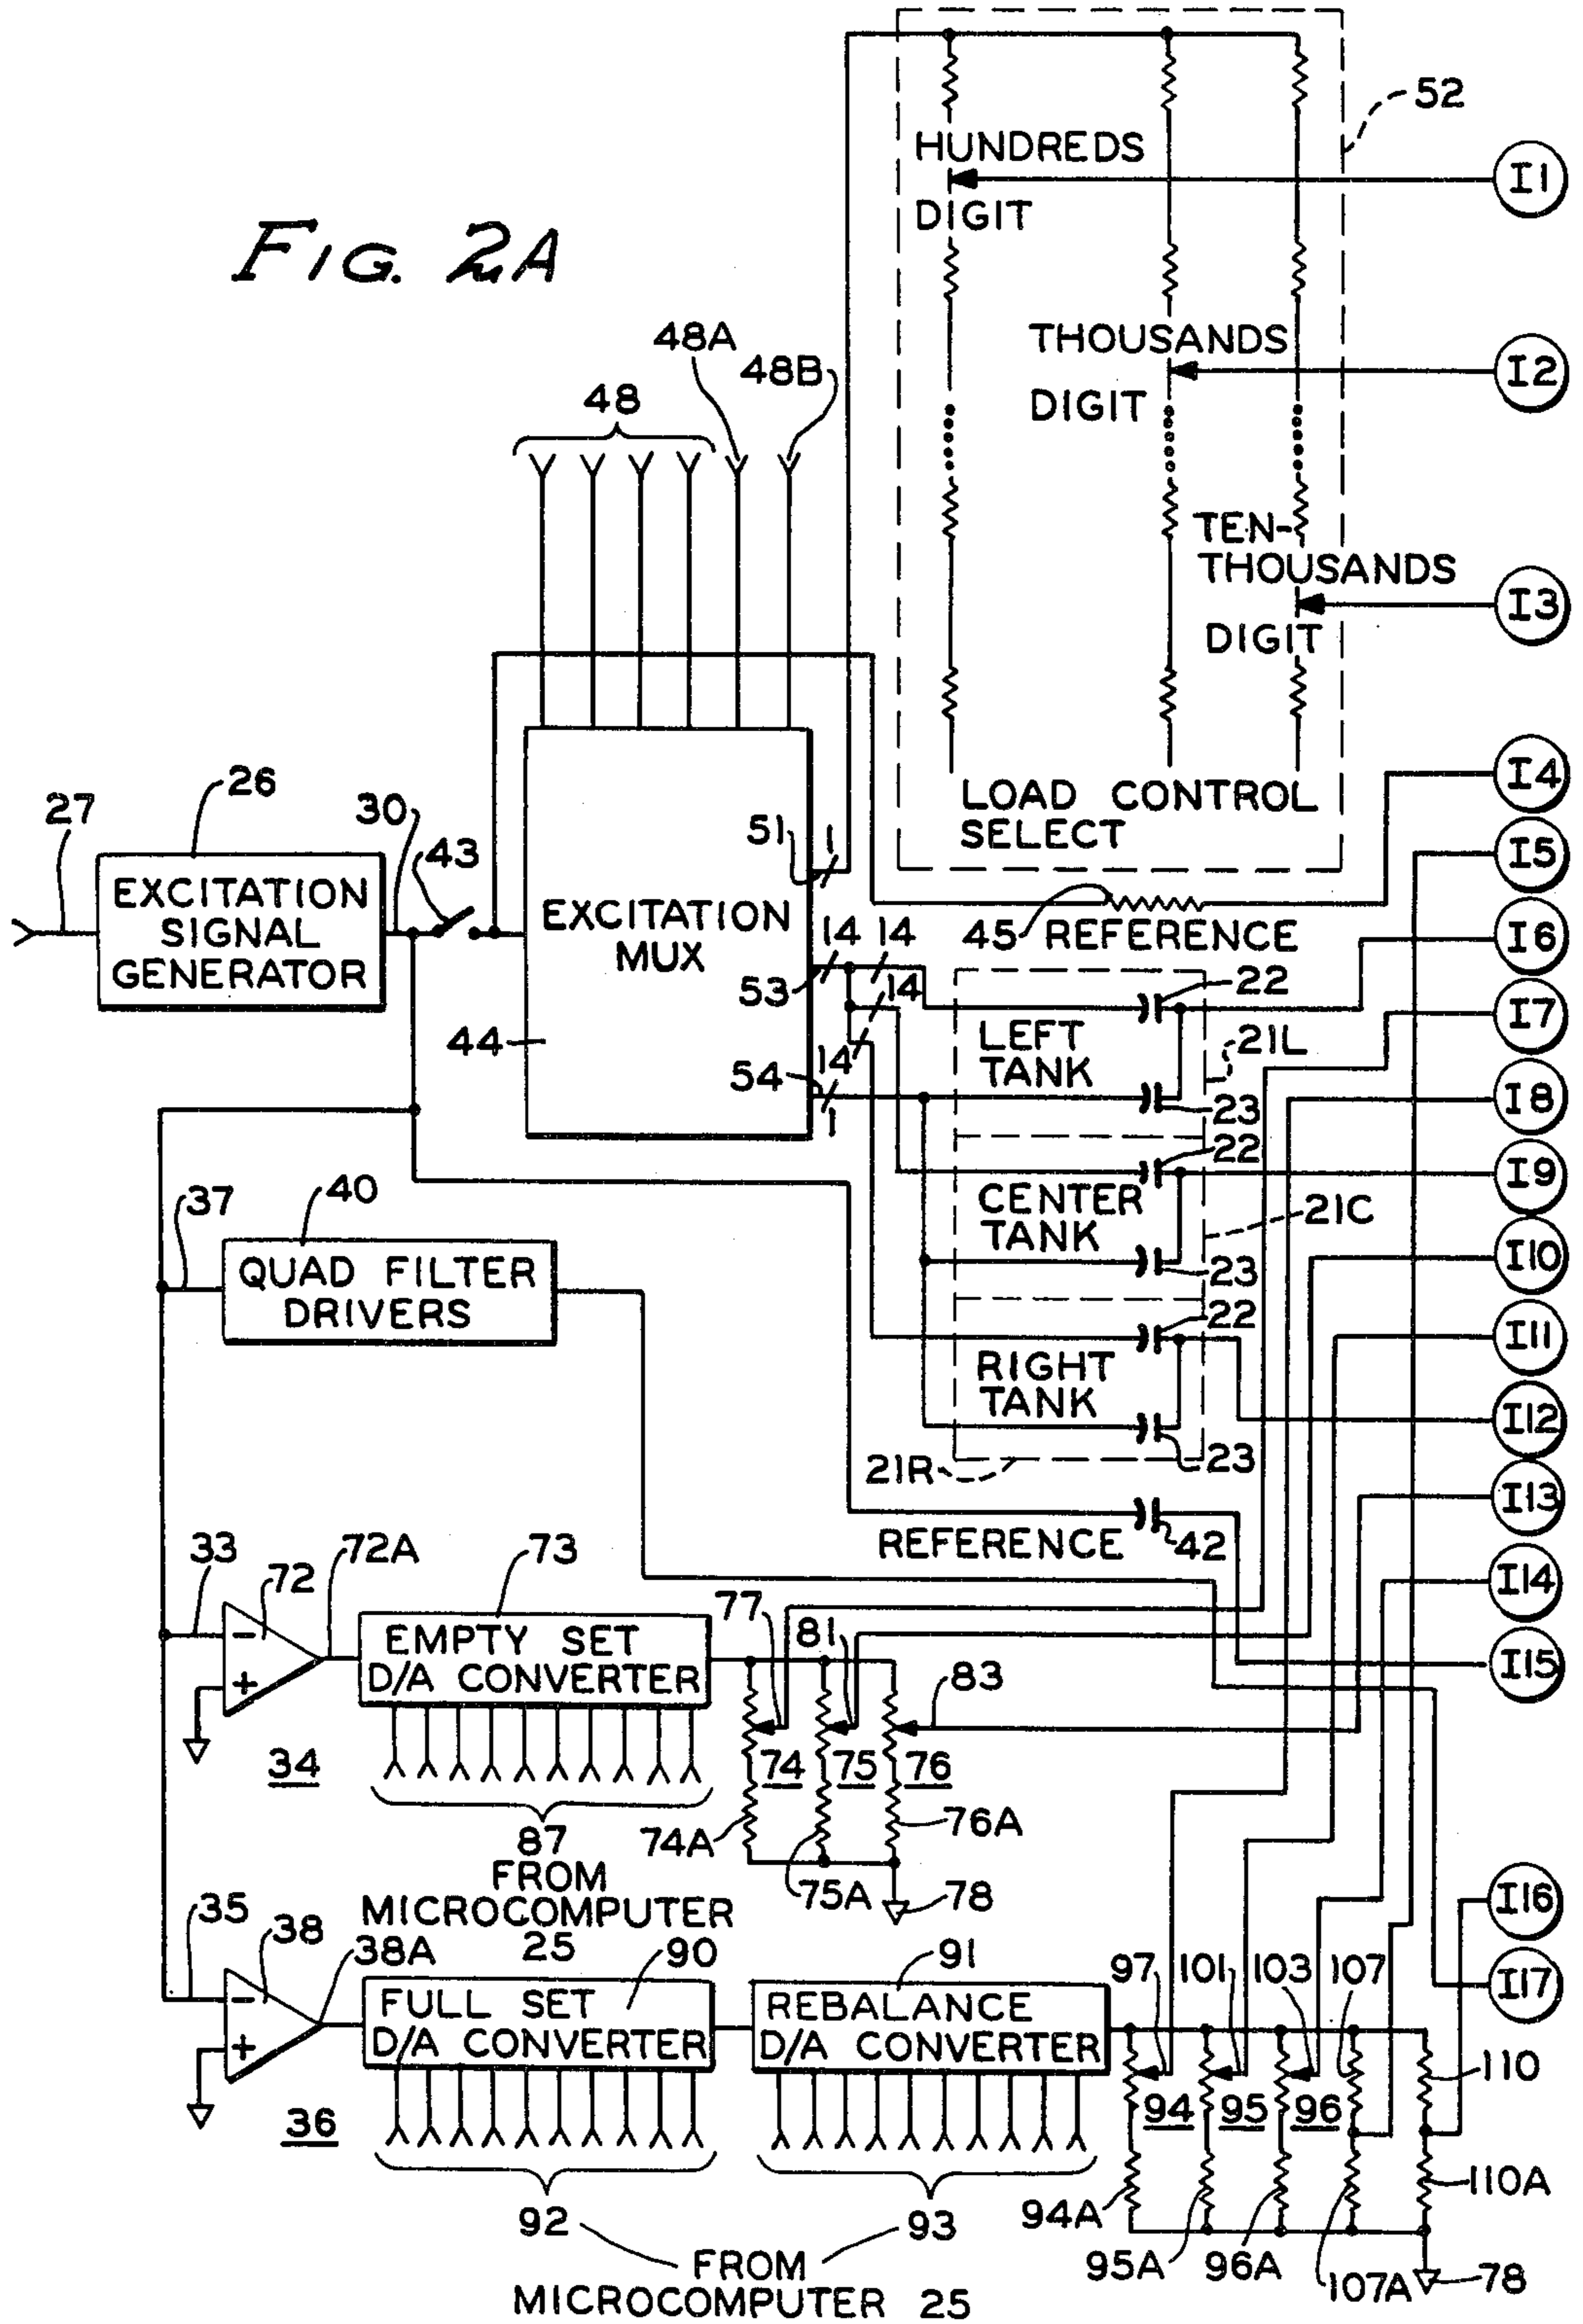 FIG. 2A
52
HUNDREDS
DIGIT
I1
48A
48B
48
THOUSANDS
DIGIT
I2
TEN-
THOUSANDS
DIGIT
I3
LOAD CONTROL
SELECT
I4
27
26
30
43
EXCITATION
SIGNAL
GENERATOR
EXCITATION
MUX
44
51
1
45
REFERENCE
I5
I6
53
14
14
14
14
54
1
22
LEFT
TANK
21L
23
I7
I8
22
CENTER
TANK
21C
23
I9
I10
37
40
QUAD FILTER
DRIVERS
22
RIGHT
TANK
21R
23
I11
I12
I13
REFERENCE
42
I14
I15
33
72
72A
73
-
+
EMPTY SET
D/A CONVERTER
77
81
83
34
74
75
76
87
FROM
MICROCOMPUTER
25
74A
75A
76A
78
I16
I17
35
38
38A
-
+
90
FULL SET
D/A CONVERTER
91
REBALANCE
D/A CONVERTER
97
101
103
107
110
36
94
95
96
92
93
94A
95A
96A
107A
110A
78
FROM
MICROCOMPUTER 25